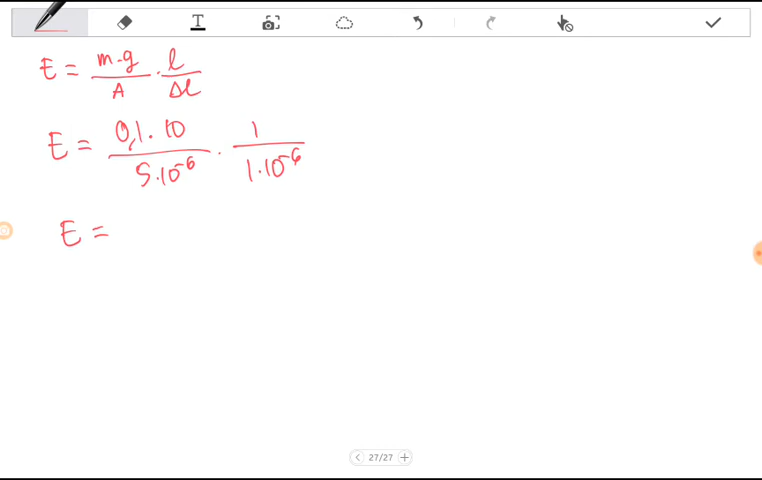 T
E = m·g/A · l/Δl
E = 0,1·10/5·10⁻⁶ · 1/1·10⁻⁶
E =
27/27